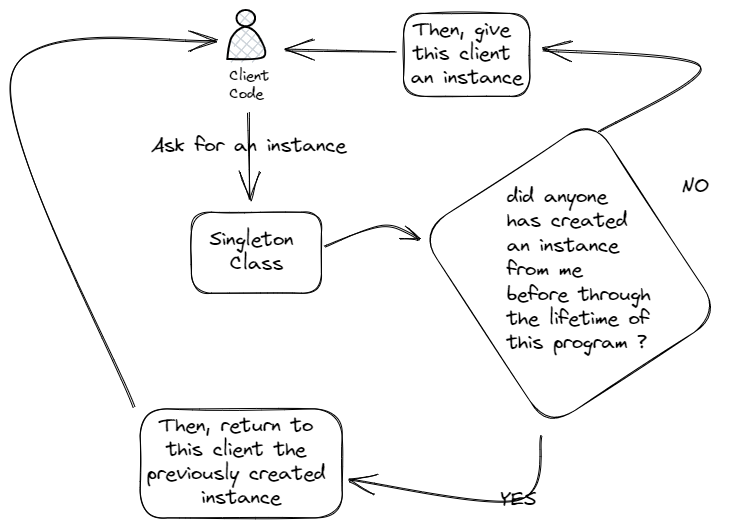 Then, give
this client
an instance
Client
Code
Ask for an instance
Singleton
Class
did anyone
has created
an instance
from me
before through
the lifetime of
this program ?
NO
Then, return to
this client the
previously created
instance
YES